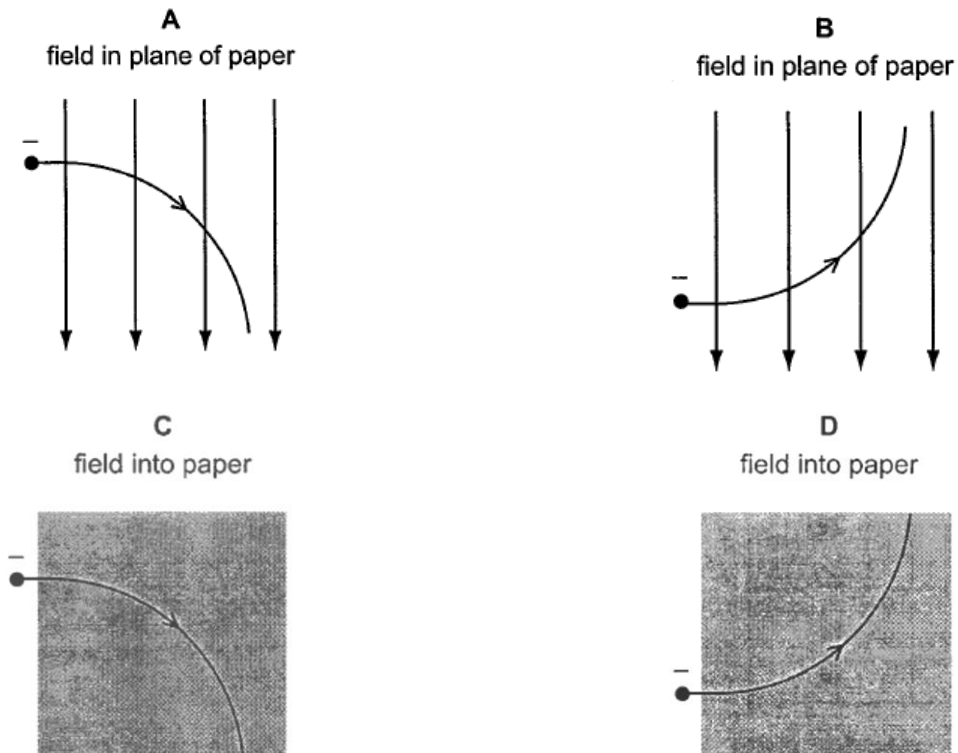 A
field in plane of paper
−
B
field in plane of paper
−
C
field into paper
−
D
field into paper
−